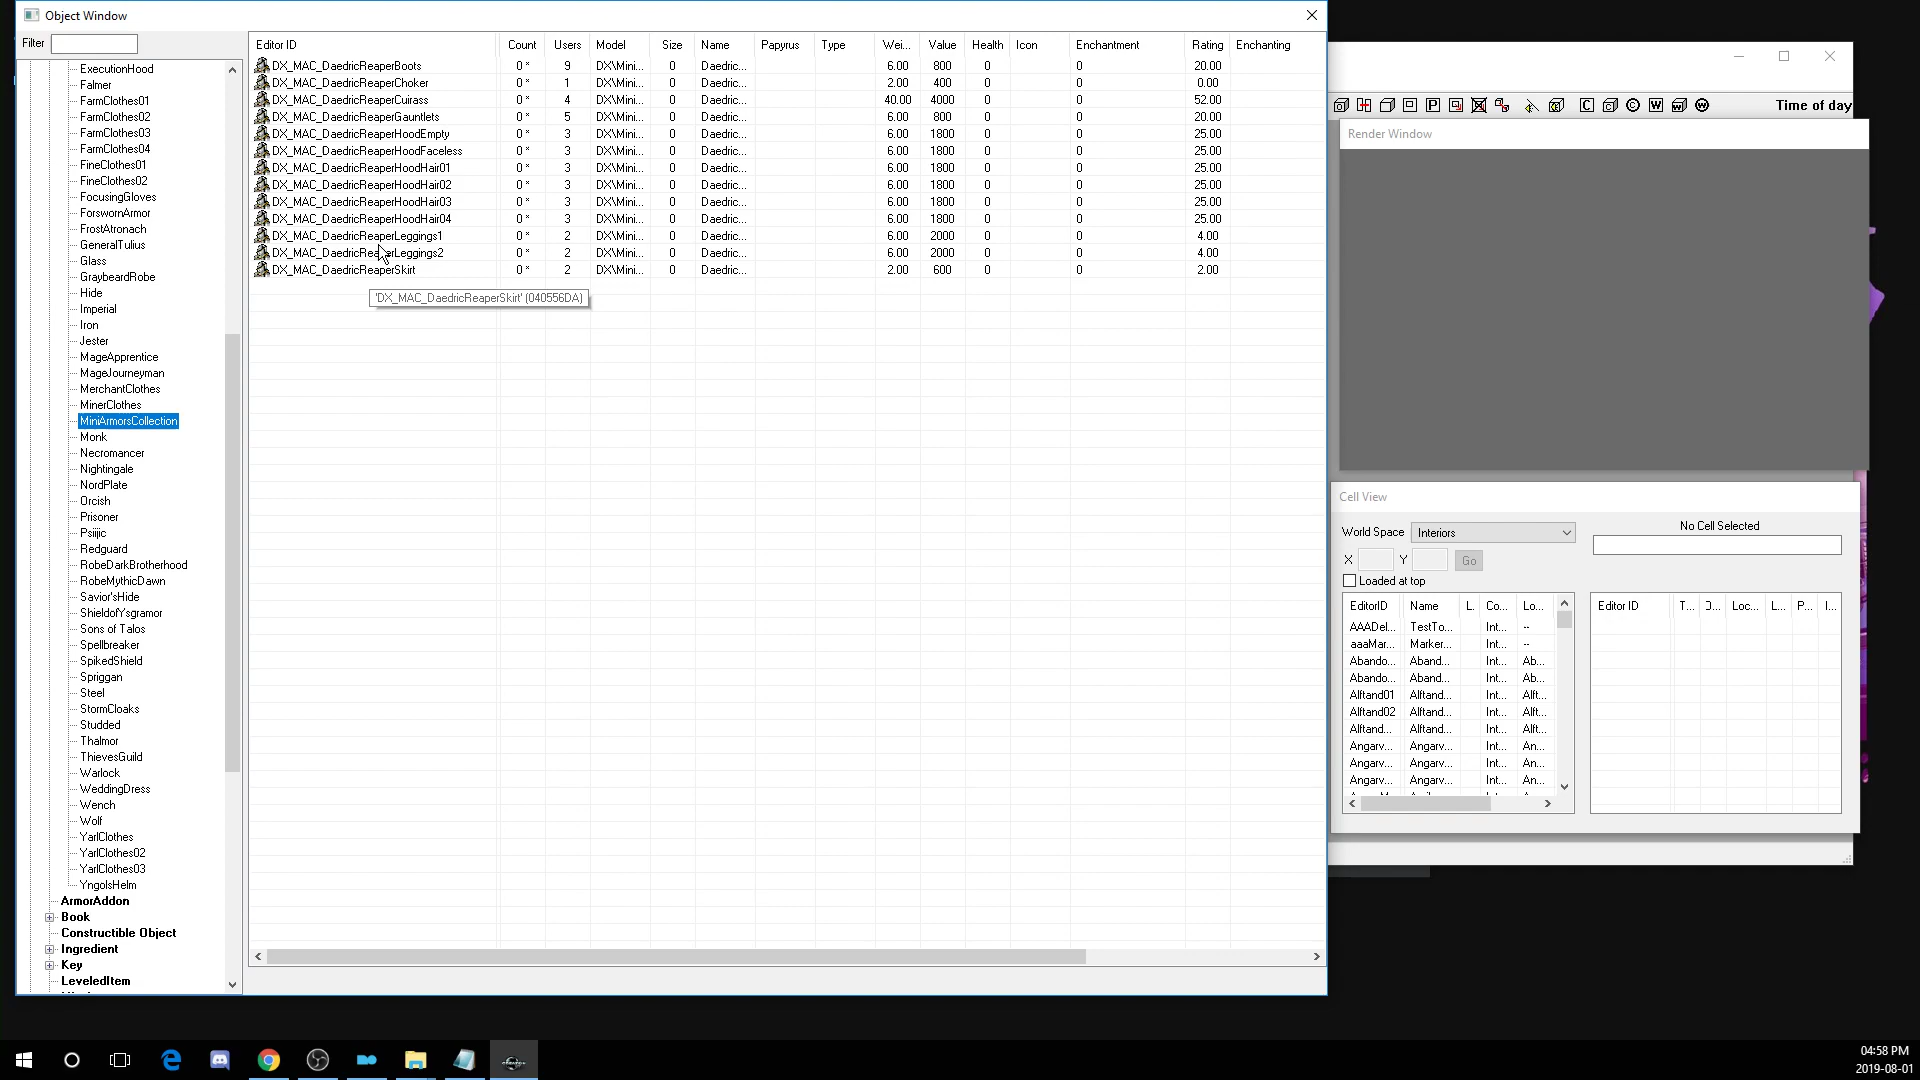 Object Window
Filter
ExecutionHood
Falmer
FarmClothes01
FarmClothes02
FarmClothes03
FarmClothes04
FineClothes01
FineClothes02
FocusingGloves
ForswornArmor
FrostAtronach
GeneralTulius
Glass
GraybeardRobe
Hide
Imperial
Iron
Jester
MageApprentice
MageJourneyman
MerchantClothes
MinerClothes
MiniArmorsCollection
Monk
Necromancer
Nightingale
NordPlate
Orcish
Prisoner
Psiijic
Redguard
RobeDarkBrotherhood
RobeMythicDawn
Savior'sHide
ShieldofYsgramor
Sons of Talos
Spellbreaker
SpikedShield
Spriggan
Steel
StormCloaks
Studded
Thalmor
ThievesGuild
Warlock
WeddingDress
Wench
Wolf
YarlClothes
YarlClothes02
YarlClothes03
YngolsHelm
ArmorAddon
Book
Constructible Object
Ingredient
Key
LeveledItem
Editor ID Count Users Model Size Name Papyrus Type Wei... Value Health Icon Enchantment Rating Enchanting
DX_MAC_DaedricReaperBoots 0 * 9 DX\Mini... 0 Daedric... 6.00 800 0 0 20.00
DX_MAC_DaedricReaperChoker 0 * 1 DX\Mini... 0 Daedric... 2.00 400 0 0 0.00
DX_MAC_DaedricReaperCuirass 0 * 4 DX\Mini... 0 Daedric... 40.00 4000 0 0 52.00
DX_MAC_DaedricReaperGauntlets 0 * 5 DX\Mini... 0 Daedric... 6.00 800 0 0 20.00
DX_MAC_DaedricReaperHoodEmpty 0 * 3 DX\Mini... 0 Daedric... 6.00 1800 0 0 25.00
DX_MAC_DaedricReaperHoodFaceless 0 * 3 DX\Mini... 0 Daedric... 6.00 1800 0 0 25.00
DX_MAC_DaedricReaperHoodHair01 0 * 3 DX\Mini... 0 Daedric... 6.00 1800 0 0 25.00
DX_MAC_DaedricReaperHoodHair02 0 * 3 DX\Mini... 0 Daedric... 6.00 1800 0 0 25.00
DX_MAC_DaedricReaperHoodHair03 0 * 3 DX\Mini... 0 Daedric... 6.00 1800 0 0 25.00
DX_MAC_DaedricReaperHoodHair04 0 * 3 DX\Mini... 0 Daedric... 6.00 1800 0 0 25.00
DX_MAC_DaedricReaperLeggings1 0 * 2 DX\Mini... 0 Daedric... 6.00 2000 0 0 4.00
DX_MAC_DaedricReaperLeggings2 0 * 2 DX\Mini... 0 Daedric... 6.00 2000 0 0 4.00
DX_MAC_DaedricReaperSkirt 0 * 2 DX\Mini... 0 Daedric... 2.00 600 0 0 2.00
'DX_MAC_DaedricReaperSkirt' (040556DA)
Time of day
Render Window
Cell View
World Space Interiors No Cell Selected
X Y Go
Loaded at top
EditorID Name L. Co... Lo...
AAADel... TestTo... Int... --
aaaMar... Marker... Int... --
Abando... Aband... Int... Ab...
Abando... Aband... Int... Ab...
Alftand01 Alftand... Int... Alft...
Alftand02 Alftand... Int... Alft...
Alftand... Alftand... Int... Alft...
Angarv... Angarv... Int... An...
Angarv... Angarv... Int... An...
Angarv... Angarv... Int... An...
Editor ID T... Loc... L... P... I...
04:58 PM
2019-08-01